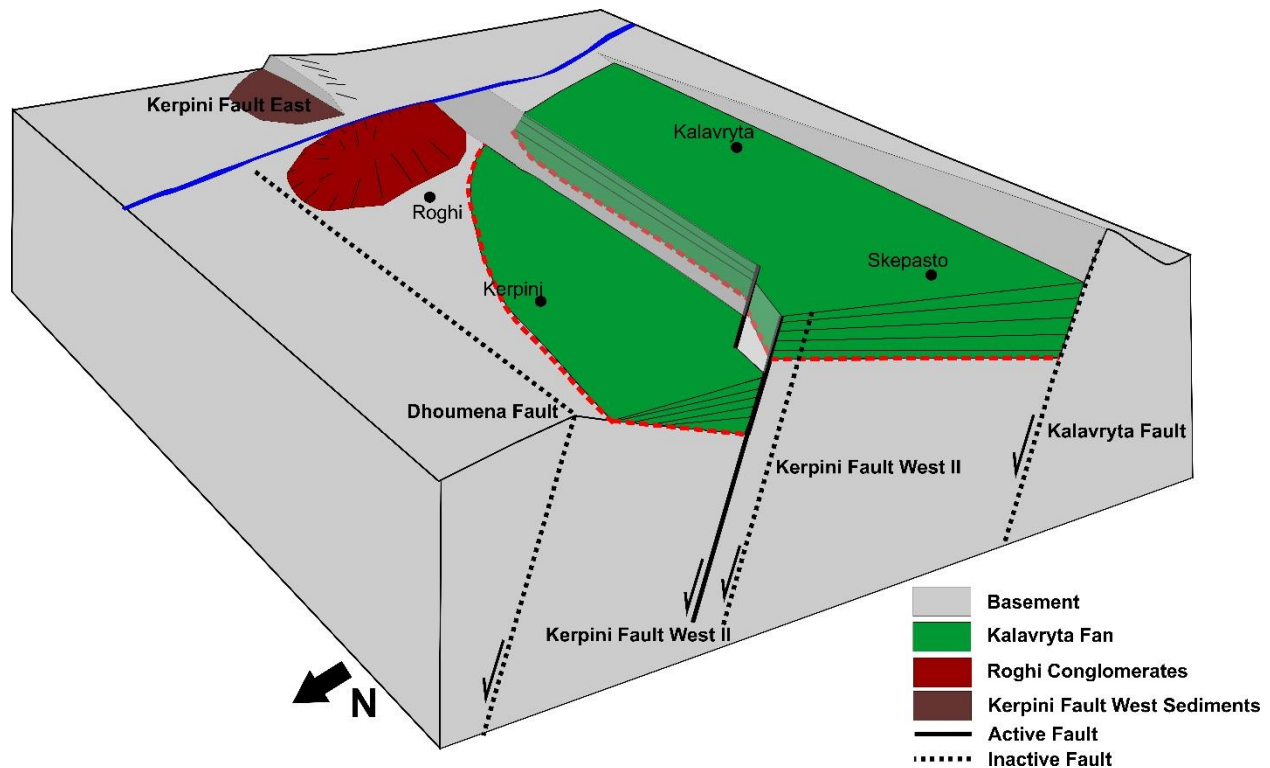 Kerpini Fault East
Kalavryta
Roghi
Skepasto
Kerpini
Dhoumena Fault
Kalavryta Fault
Kerpini Fault West II
Kerpini Fault West II
N
Basement
Kalavryta Fan
Roghi Conglomerates
Kerpini Fault West Sediments
Active Fault
Inactive Fault